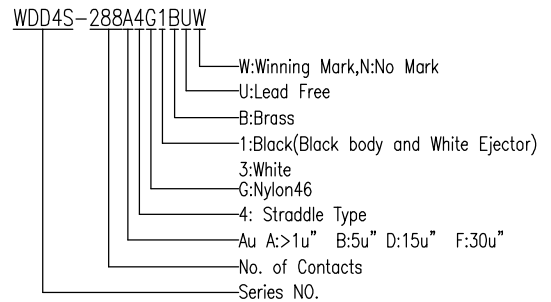 WDD4S-288A4G1BUW
W:Winning Mark,N:No Mark
U:Lead Free
B:Brass
1:Black(Black body and White Ejector)
3:White
G:Nylon46
4: Straddle Type
Au A:>1u" B:5u" D:15u" F:30u"
No. of Contacts
Series NO.